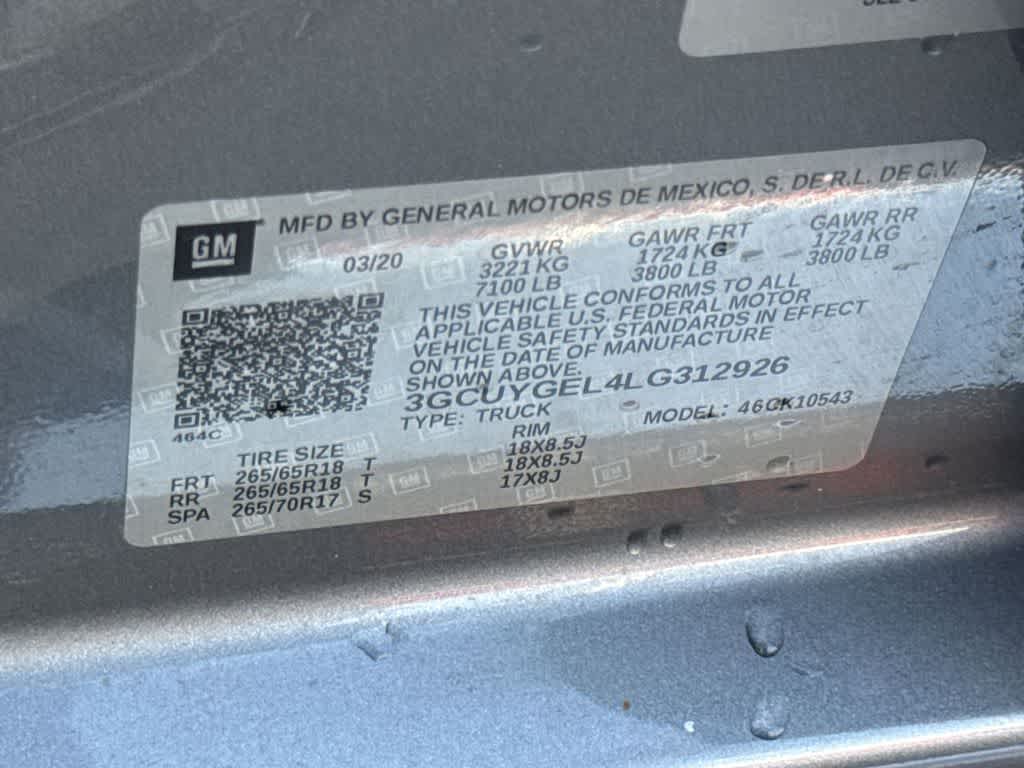 GM
MFD BY GENERAL MOTORS DE MEXICO, S. DE R.L. DE C.V.
03/20
GVWR GAWR FRT GAWR RR
3221 KG 1724 KG 1724 KG
7100 LB 3800 LB 3800 LB
THIS VEHICLE CONFORMS TO ALL
APPLICABLE U.S. FEDERAL MOTOR
VEHICLE SAFETY STANDARDS IN EFFECT
ON THE DATE OF MANUFACTURE
SHOWN ABOVE.
3GCUYGEL4LG312926
464C
TYPE: TRUCK MODEL: 46CK10543
TIRE SIZE RIM
FRT 265/65R18 T 18X8.5J
RR 265/65R18 T 18X8.5J
SPA 265/70R17 S 17X8J